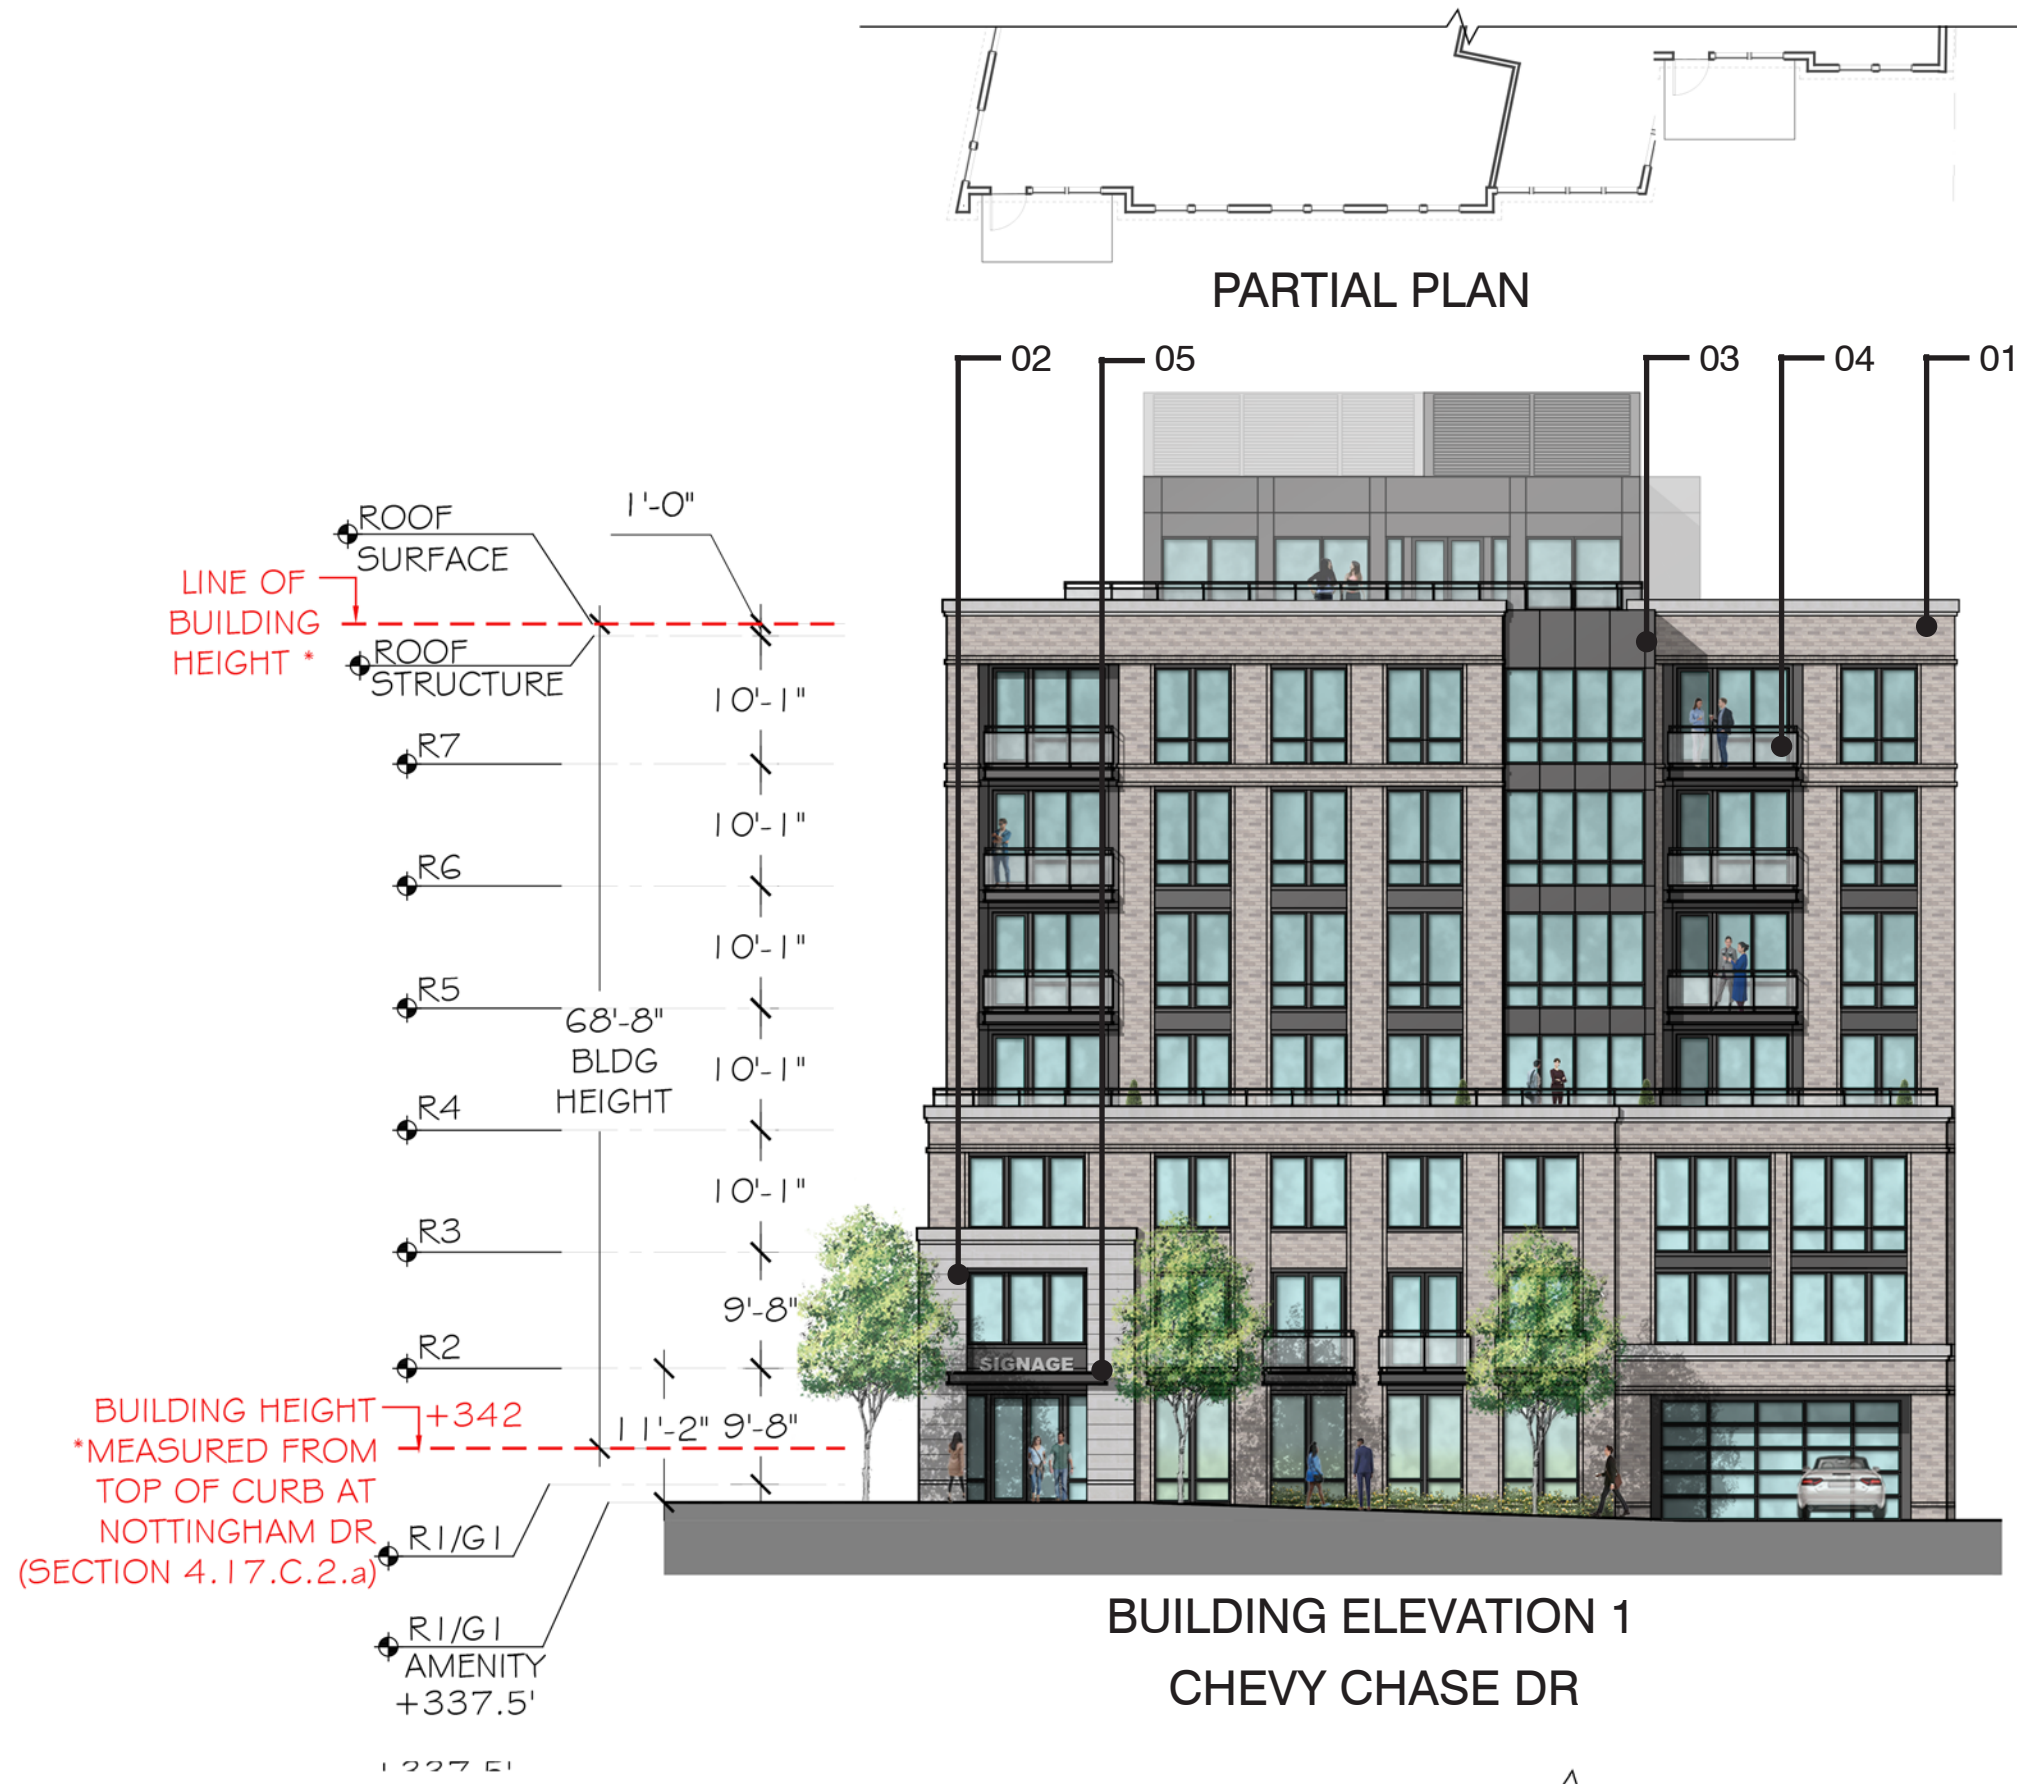 PARTIAL PLAN
02
05
03
04
01
1'-0"
ROOF
SURFACE
LINE OF
BUILDING
HEIGHT *
ROOF
STRUCTURE
10'-1"
R7
10'-1"
R6
10'-1"
R5
68'-8"
BLDG
HEIGHT
10'-1"
R4
10'-1"
R3
9'-8"
R2
SIGNAGE
BUILDING HEIGHT
*MEASURED FROM
TOP OF CURB AT
NOTTINGHAM DR
(SECTION 4.17.C.2.a)
+342
11'-2"
9'-8"
R1/G1
R1/G1
AMENITY
+337.5'
BUILDING ELEVATION 1
CHEVY CHASE DR